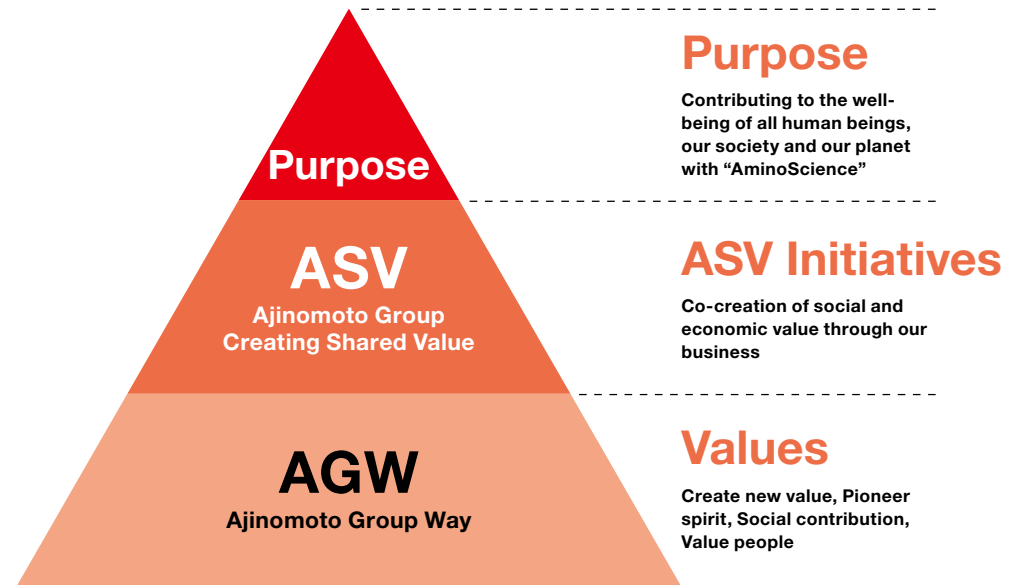 Purpose
Purpose
Contributing to the well-
being of all human beings,
our society and our planet
with “AminoScience”
ASV
Ajinomoto Group
Creating Shared Value
ASV Initiatives
Co-creation of social and
economic value through our
business
AGW
Ajinomoto Group Way
Values
Create new value, Pioneer
spirit, Social contribution,
Value people